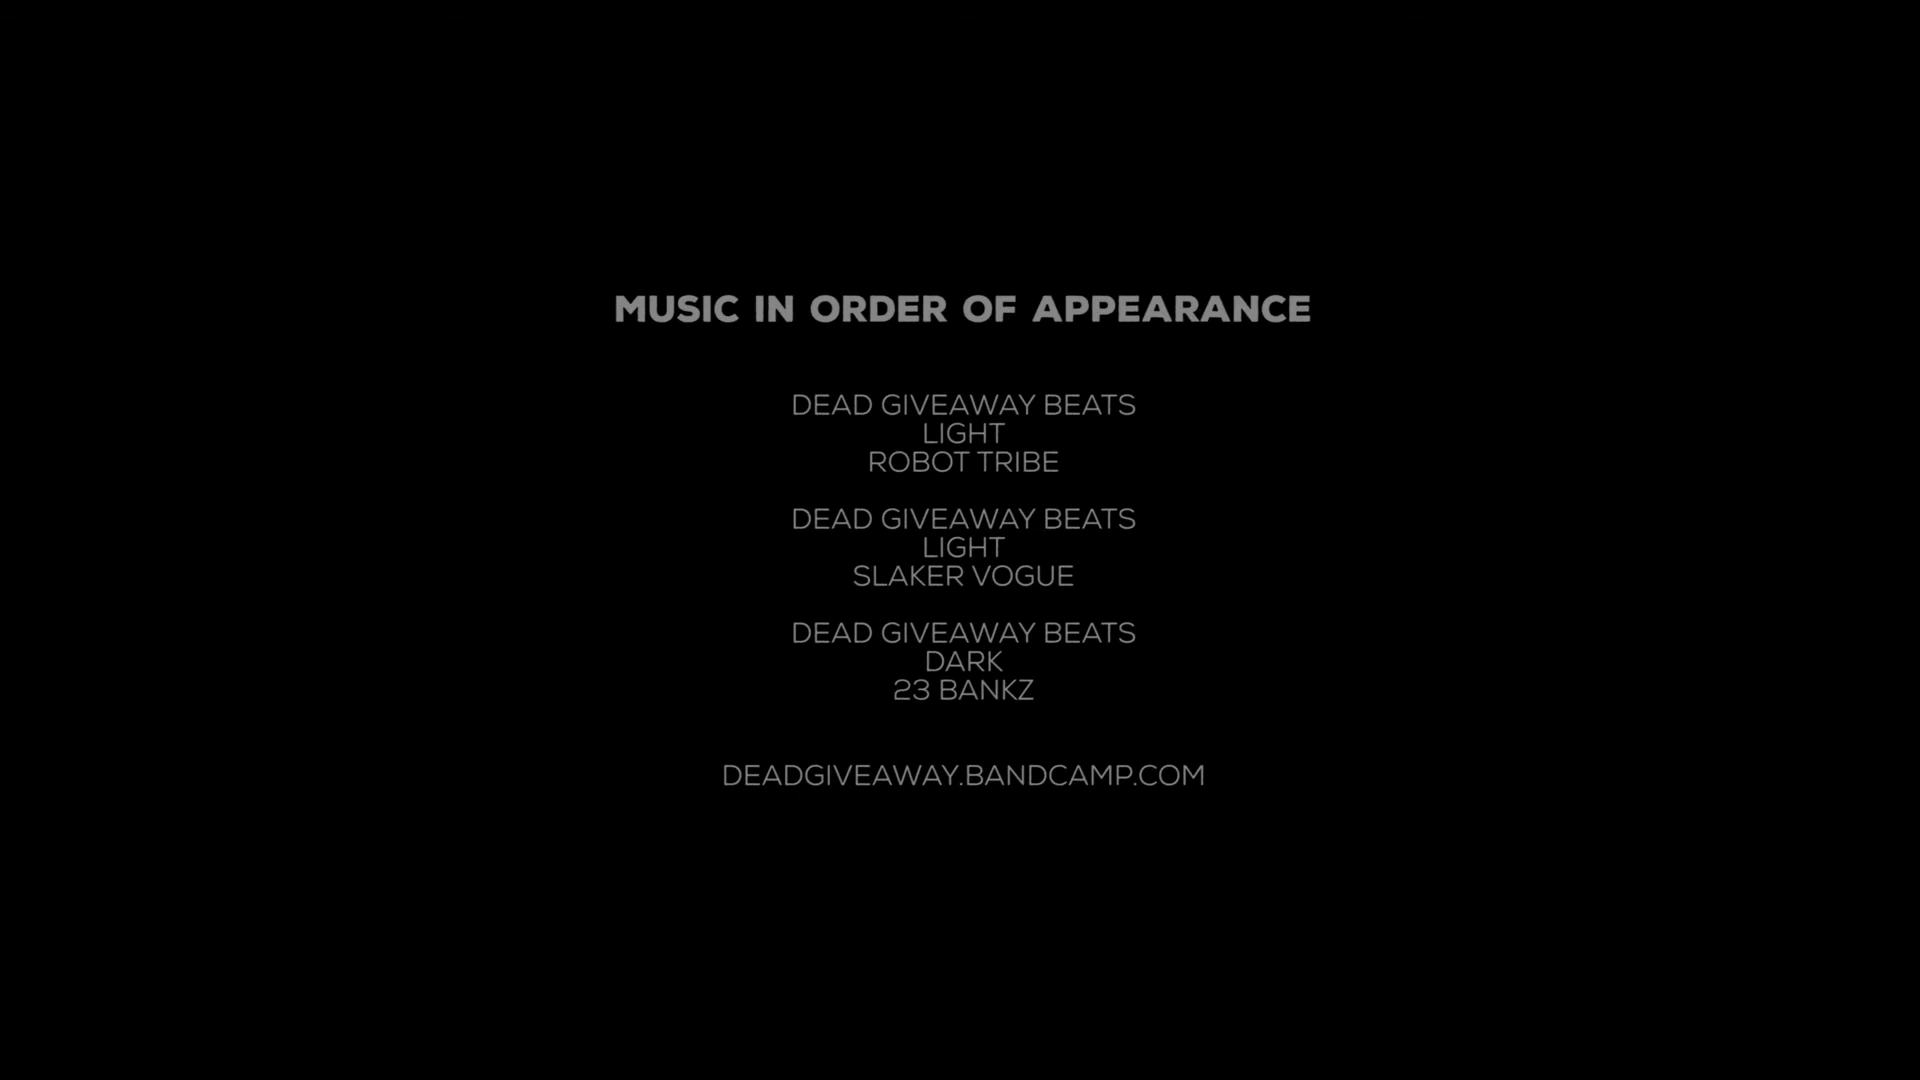 MUSIC IN ORDER OF APPEARANCE
DEAD GIVEAWAY BEATS
LIGHT
ROBOT TRIBE
DEAD GIVEAWAY BEATS
LIGHT
SLAKER VOGUE
DEAD GIVEAWAY BEATS
DARK
23 BANKZ
DEADGIVEAWAY.BANDCAMP.COM